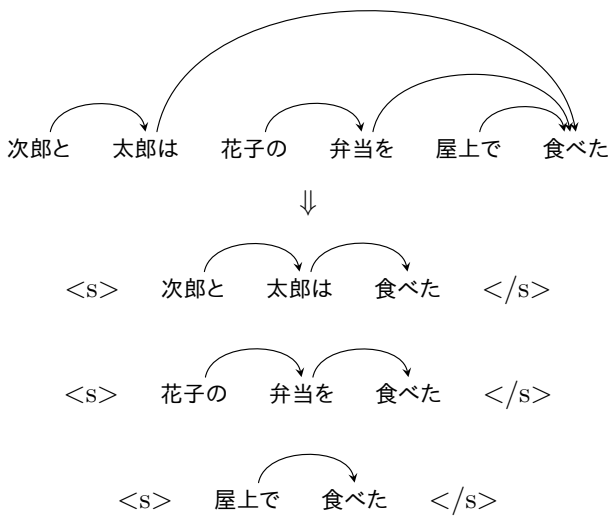 次郎と 太郎は 花子の 弁当を 屋上で 食べた
⇓
<s> 次郎と 太郎は 食べた </s>
<s> 花子の 弁当を 食べた </s>
<s> 屋上で 食べた </s>